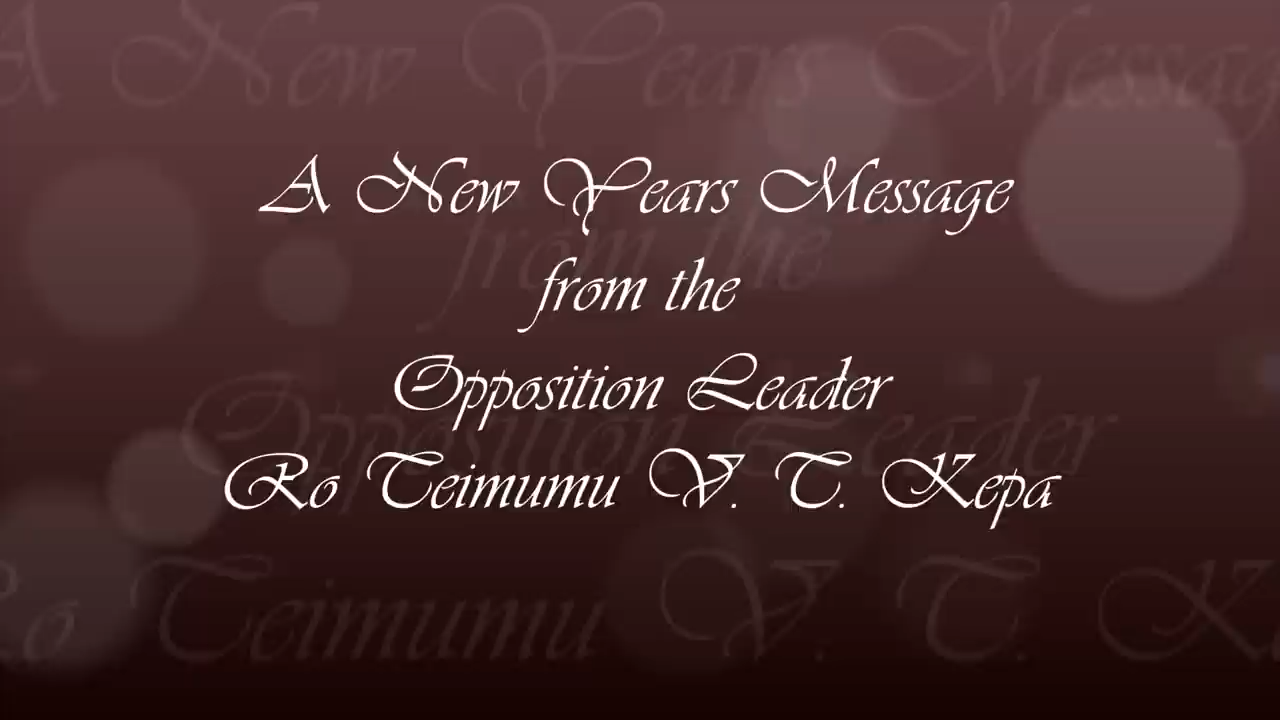 A New Years Message
from the
Opposition Leader
Ro Teimumu V. T. Kepa